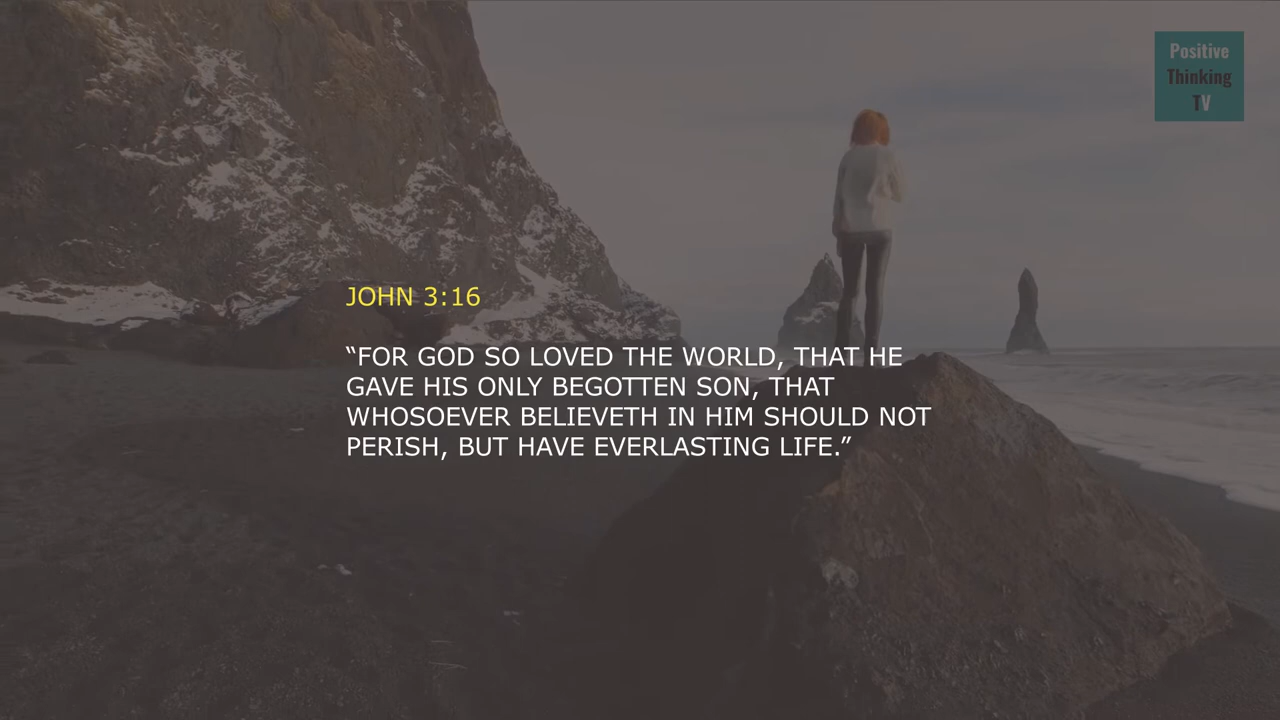 Positive
Thinking
TV
JOHN 3:16
“FOR GOD SO LOVED THE WORLD, THAT HE
GAVE HIS ONLY BEGOTTEN SON, THAT
WHOSOEVER BELIEVETH IN HIM SHOULD NOT
PERISH, BUT HAVE EVERLASTING LIFE.”